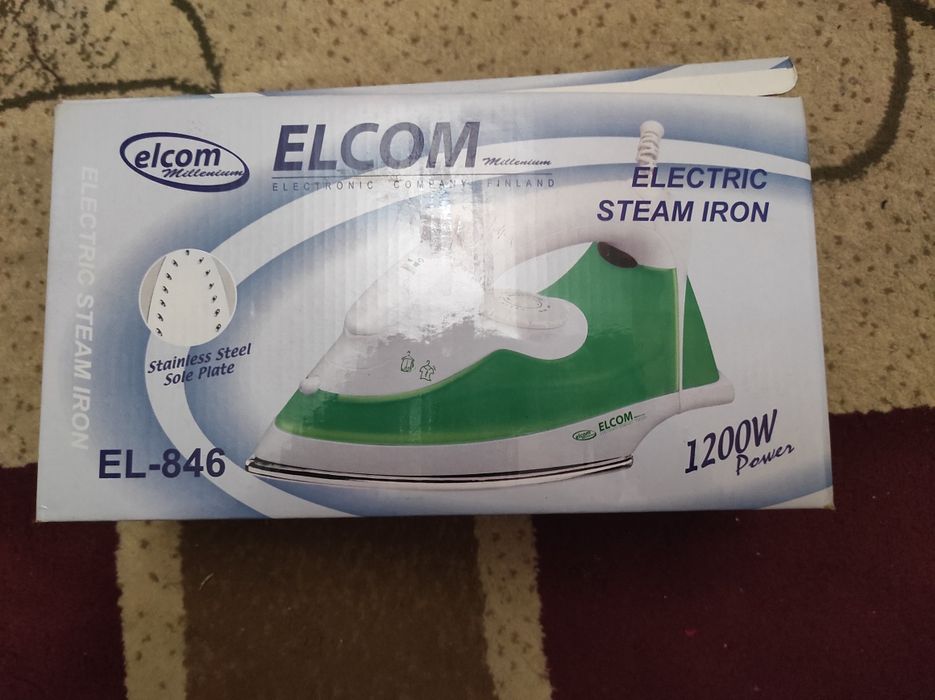 elcom
Millenium
ELCOM Millenium
ELECTRONIC COMPANY FINLAND
ELECTRIC
STEAM IRON
ELECTRIC STEAM IRON
Stainless Steel
Sole Plate
elcom ELCOM
EL-846
1200W
Power